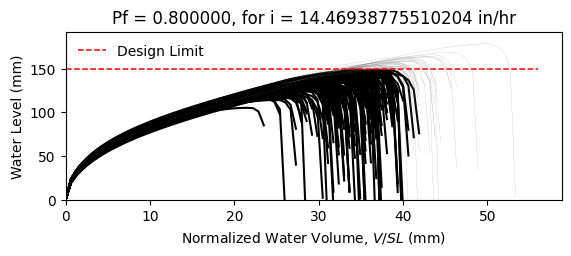 Pf = 0.800000, for i = 14.46938775510204 in/hr
Design Limit
Water Level (mm)
150
100
50
0
0 10 20 30 40 50
Normalized Water Volume, V/SL (mm)